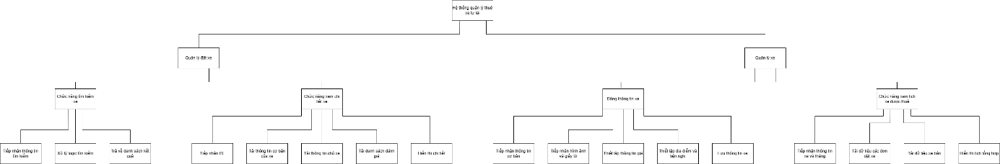 Hệ thống quản lý thuê
xe tự lái
Quản lý đặt xe
Quản lý xe
Chức năng tìm kiếm
xe
Chức năng xem chi
tiết xe
Đăng thông tin xe
Chức năng xem lịch
xe được thuê
Tiếp nhận thông tin
tìm kiếm
Xử lý logic tìm kiếm
Trả về danh sách kết
quả
Tiếp nhận ID
Tải thông tin cơ bản
của xe
Tải thông tin chủ xe
Tải danh sách đánh
giá
Hiển thị chi tiết
Tiếp nhận thông tin
cơ bản
Tiếp nhận hình ảnh
và giấy tờ
Thiết lập thông tin giá
Thiết lập địa điểm và
tiện nghi
Lưu thông tin xe
Tiếp nhận thông tin
xe và tháng
Tải dữ liệu các đơn
đặt xe
Tải dữ liệu xe bận
Hiển thị lịch tổng hợp